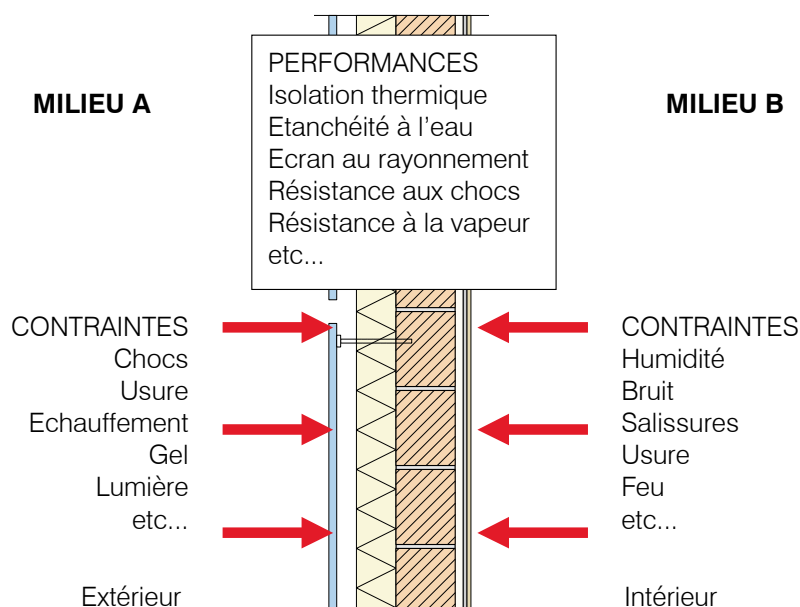 PERFORMANCES
Isolation thermique
Etanchéité à l'eau
Ecran au rayonnement
Résistance aux chocs
Résistance à la vapeur
etc...
MILIEU A
MILIEU B
CONTRAINTES
Chocs
Usure
Echauffement
Gel
Lumière
etc...
Extérieur
CONTRAINTES
Humidité
Bruit
Salissures
Usure
Feu
etc...
Intérieur